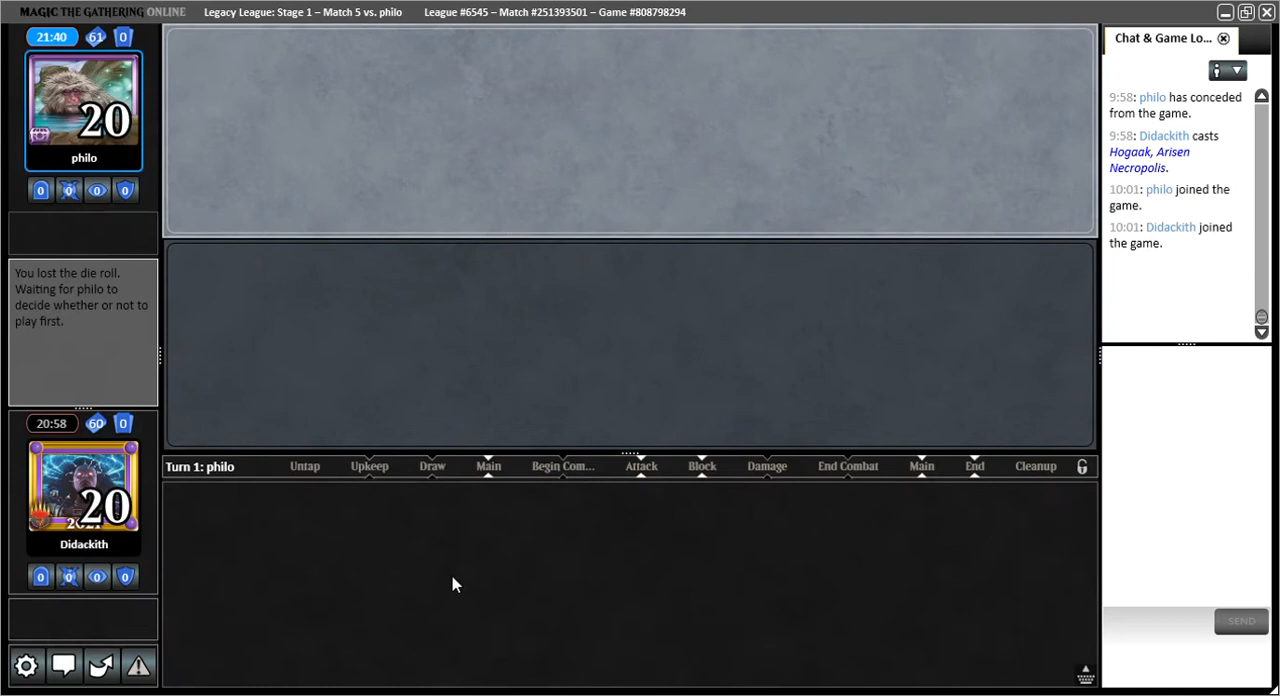 MAGIC THE GATHERING ONLINE
Legacy League: Stage 1 – Match 5 vs. philo
League #6545 – Match #251393501 – Game #808798294
21:40
61
0
20
philo
0
0
0
0
You lost the die roll.
Waiting for philo to
decide whether or not to
play first.
20:58
60
0
20
2021
Didackith
0
0
0
0
Turn 1: philo
Untap
Upkeep
Draw
Main
Begin Com...
Attack
Block
Damage
End Combat
Main
End
Cleanup
Chat & Game Lo...
9:58: philo has conceded
from the game.
9:58: Didackith casts
Hogaak, Arisen
Necropolis.
10:01: philo joined the
game.
10:01: Didackith joined
the game.
SEND